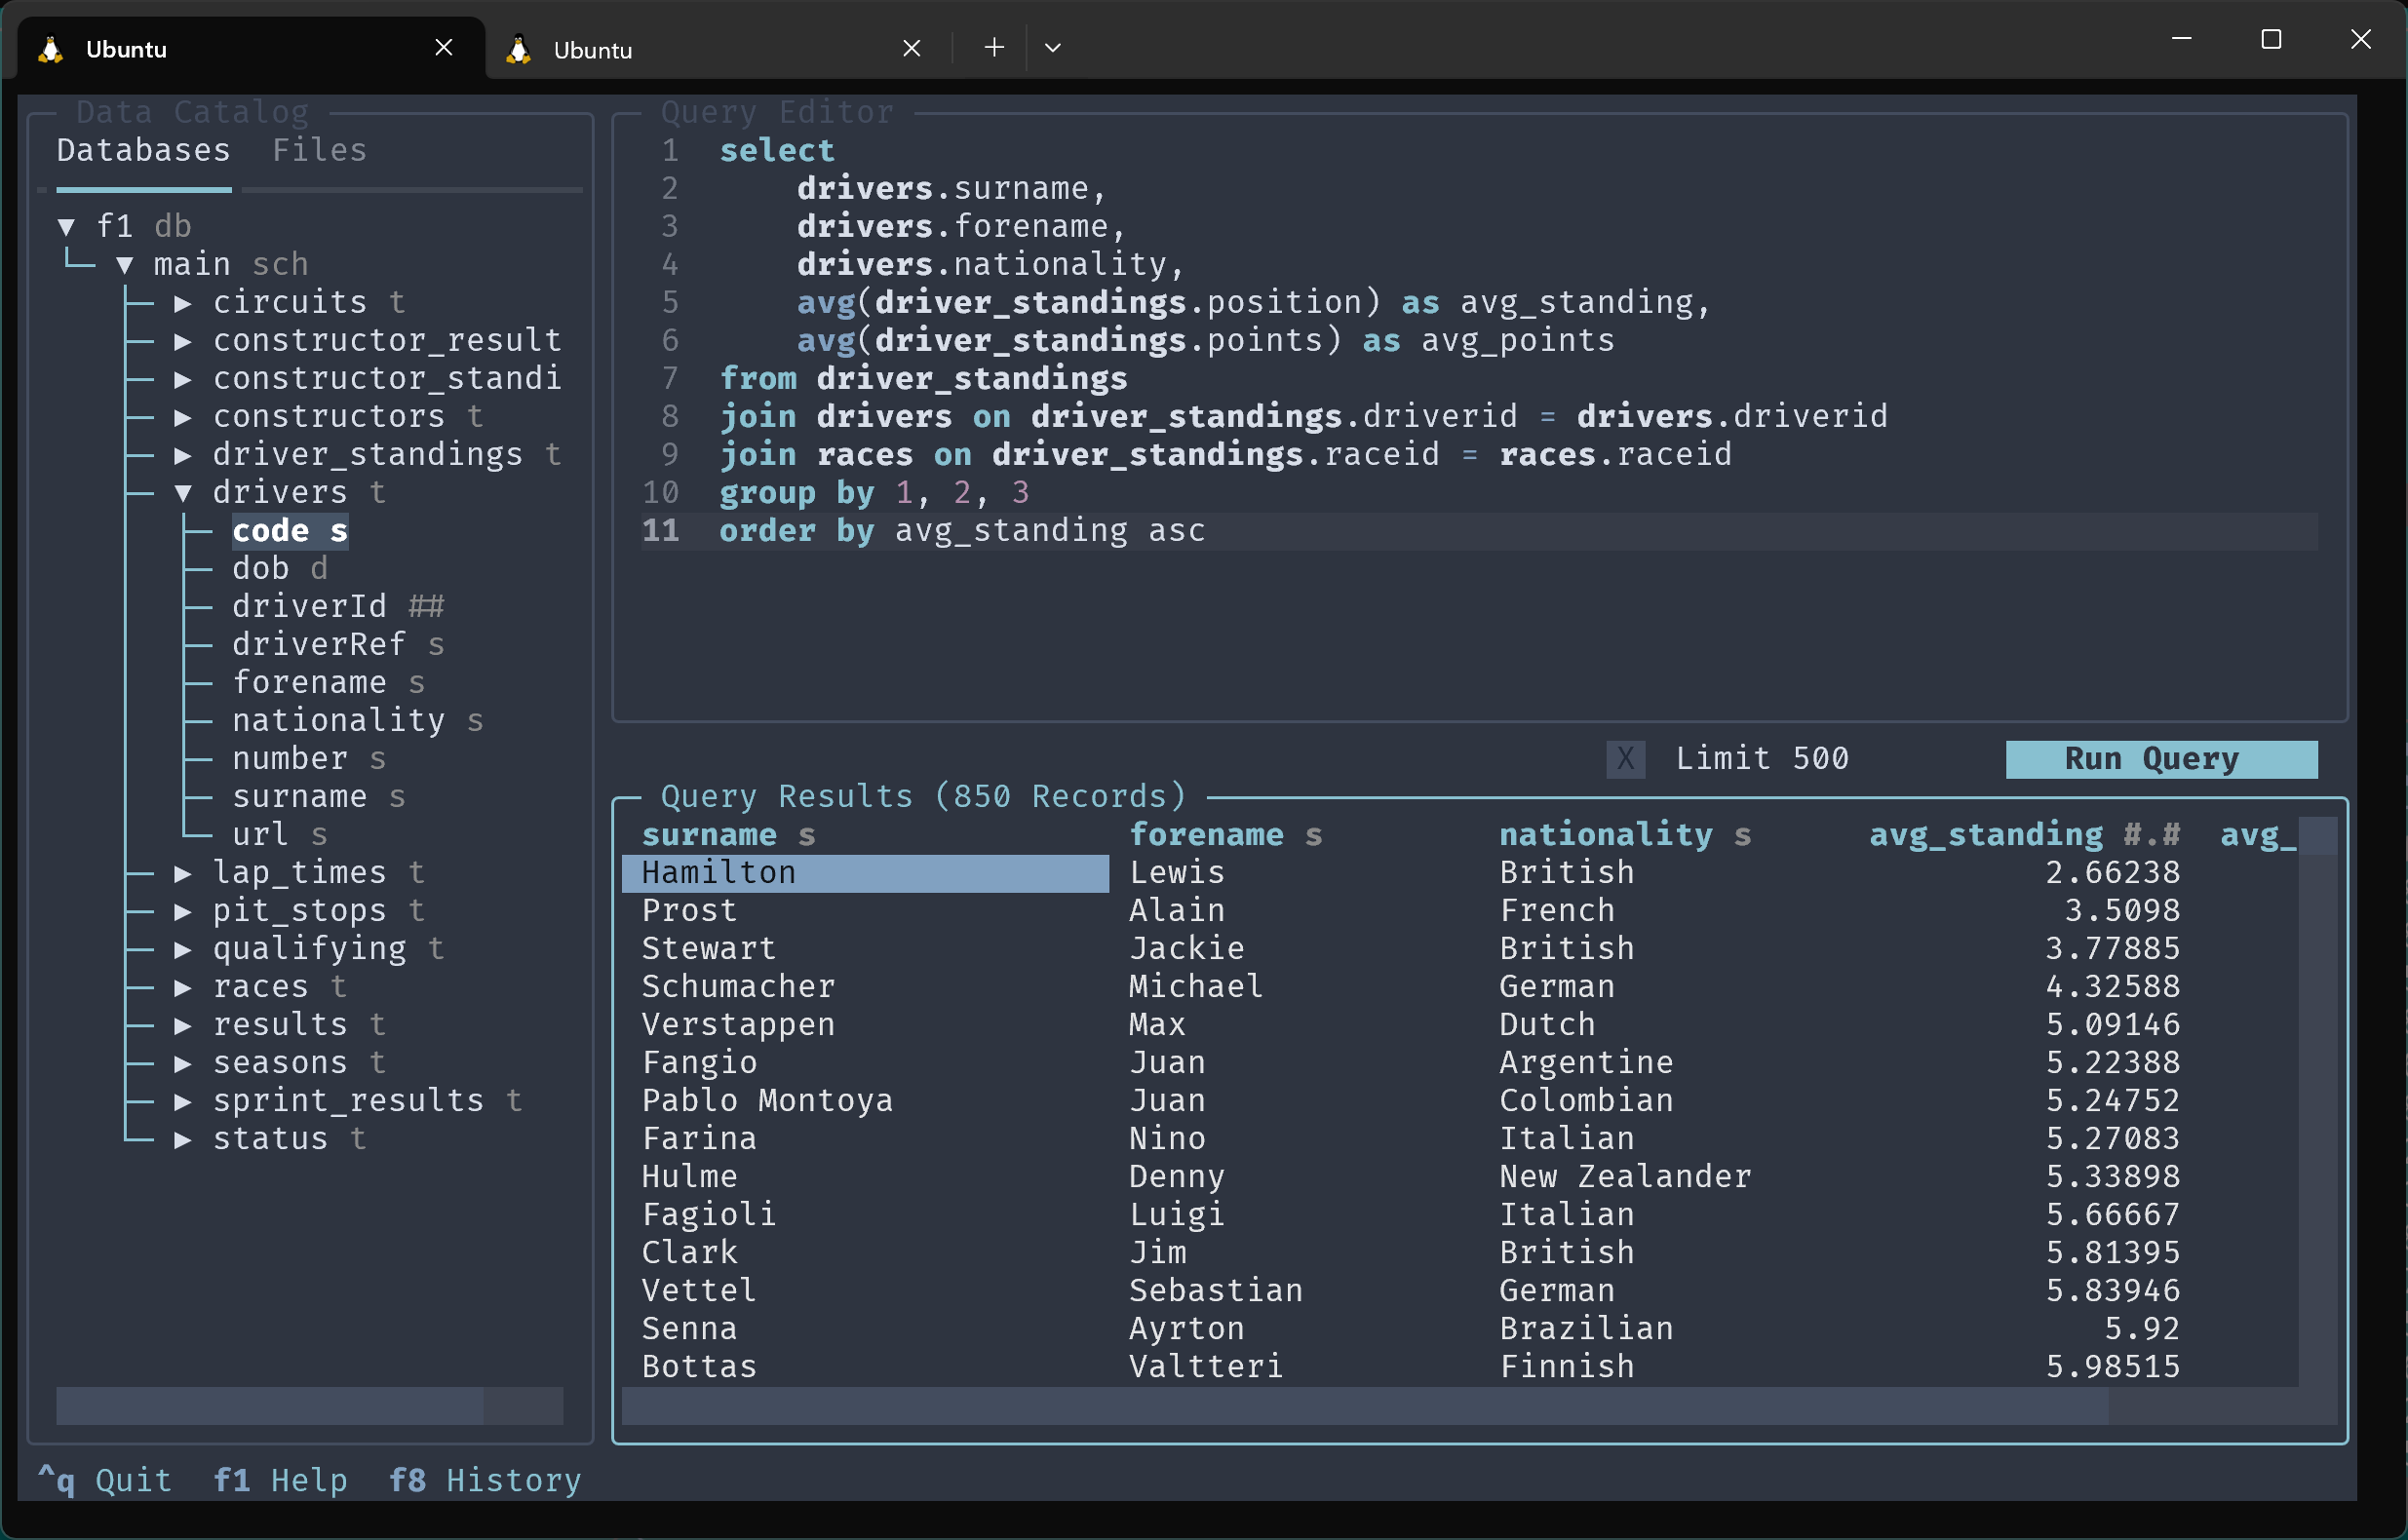 Ubuntu
Ubuntu
Data Catalog
Databases Files
f1 db
main sch
circuits t
constructor_result
constructor_standi
constructors t
driver_standings t
drivers t
code s
dob d
driverId ##
driverRef s
forename s
nationality s
number s
surname s
url s
lap_times t
pit_stops t
qualifying t
races t
results t
seasons t
sprint_results t
status t
Query Editor
1 select
2 drivers.surname,
3 drivers.forename,
4 drivers.nationality,
5 avg(driver_standings.position) as avg_standing,
6 avg(driver_standings.points) as avg_points
7 from driver_standings
8 join drivers on driver_standings.driverid = drivers.driverid
9 join races on driver_standings.raceid = races.raceid
10 group by 1, 2, 3
11 order by avg_standing asc
X Limit 500 Run Query
Query Results (850 Records)
surname s forename s nationality s avg_standing #.# avg_
Hamilton Lewis British 2.66238
Prost Alain French 3.5098
Stewart Jackie British 3.77885
Schumacher Michael German 4.32588
Verstappen Max Dutch 5.09146
Fangio Juan Argentine 5.22388
Pablo Montoya Juan Colombian 5.24752
Farina Nino Italian 5.27083
Hulme Denny New Zealander 5.33898
Fagioli Luigi Italian 5.66667
Clark Jim British 5.81395
Vettel Sebastian German 5.83946
Senna Ayrton Brazilian 5.92
Bottas Valtteri Finnish 5.98515
^q Quit f1 Help f8 History